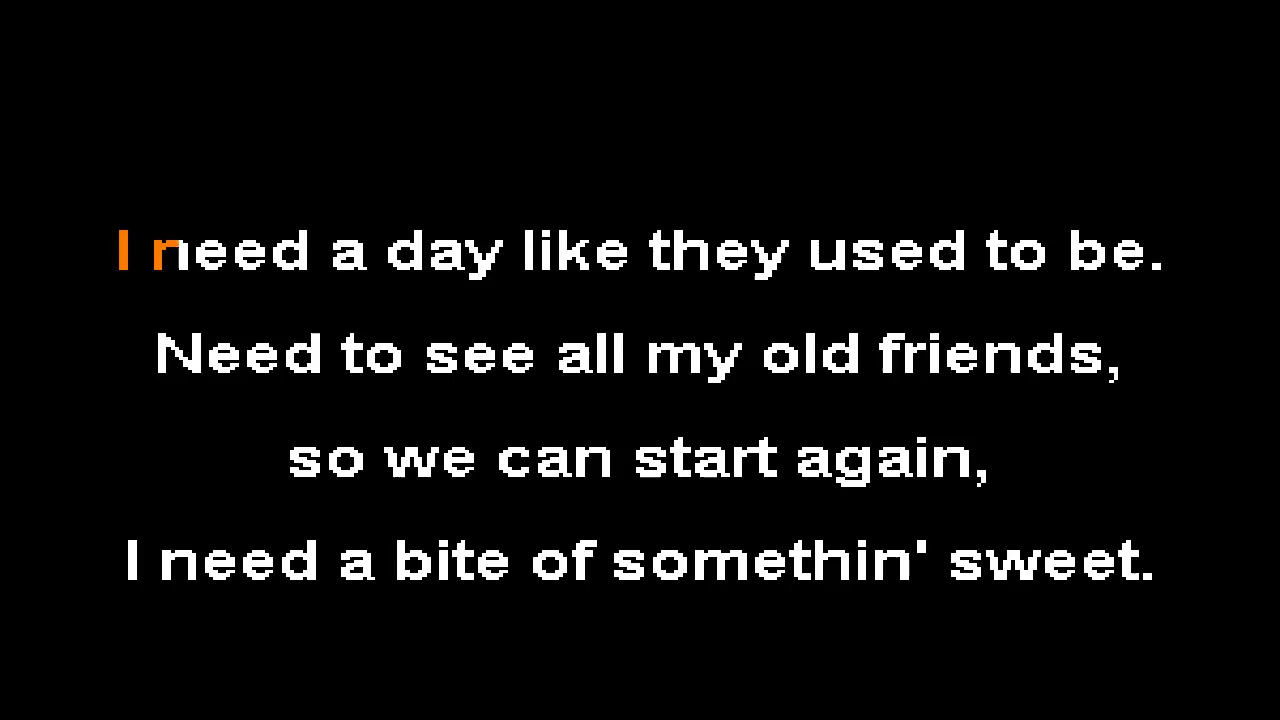 I need a day like they used to be.
Need to see all my old friends,
so we can start again,
I need a bite of somethin' sweet.